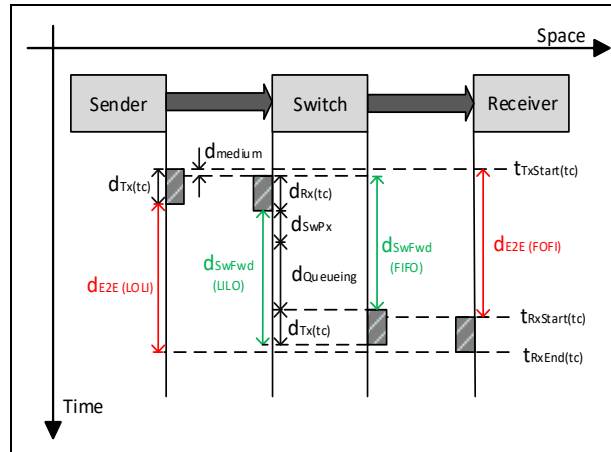 Space
Sender
Switch
Receiver
dmedium
tTxStart(tc)
dTx(tc)
dRx(tc)
dSwPx
dE2E (LOLI)
dSwFwd
(LILO)
dQueueing
dSwFwd
(FIFO)
dE2E (FOFI)
dTx(tc)
tRxStart(tc)
tRxEnd(tc)
Time